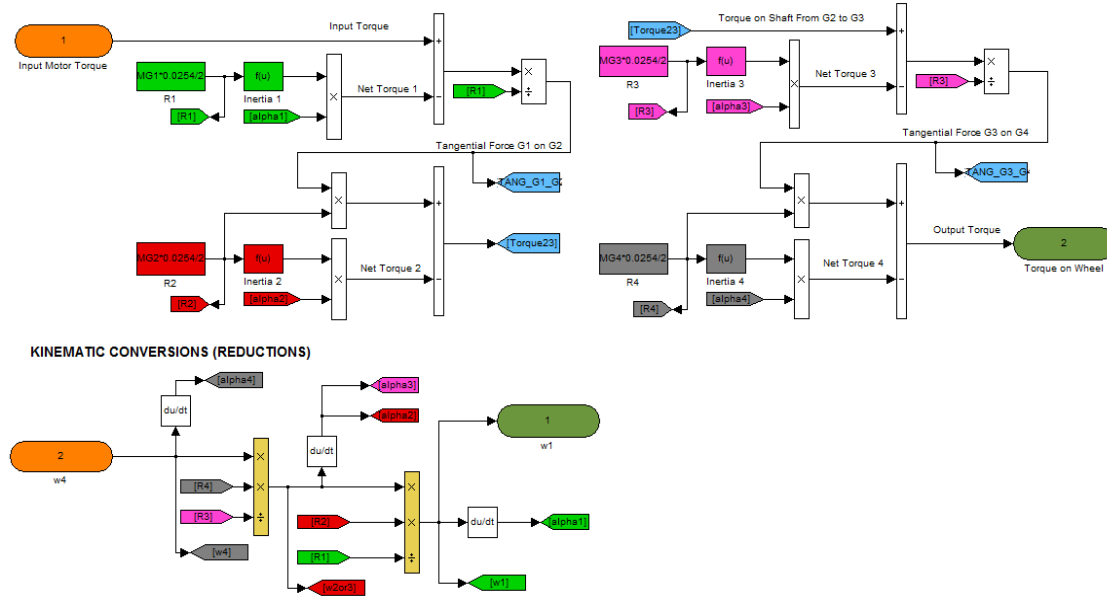 1
Input Motor Torque
Input Torque
MG1*0.0254/2
R1
f(u)
Inertia 1
[R1]
[alpha1]
×
Net Torque 1
+
−
[R1]
×
÷
Tangential Force G1 on G2
TANG_G1_G
MG2*0.0254/2
R2
f(u)
Inertia 2
[R2]
[alpha2]
×
×
Net Torque 2
+
−
[Torque23]
Torque on Shaft From G2 to G3
[Torque23]
MG3*0.0254/2
R3
f(u)
Inertia 3
[R3]
[alpha3]
×
Net Torque 3
+
−
[R3]
×
÷
Tangential Force G3 on G4
TANG_G3_G
MG4*0.0254/2
R4
f(u)
Inertia 4
[R4]
[alpha4]
×
×
Net Torque 4
+
−
Output Torque
2
Torque on Wheel
KINEMATIC CONVERSIONS (REDUCTIONS)
[alpha4]
du/dt
2
w4
[R4]
[R3]
×
×
÷
[w4]
[alpha3]
[alpha2]
du/dt
[R2]
[R1]
×
×
÷
[w2or3]
1
w1
du/dt
[alpha1]
[w1]